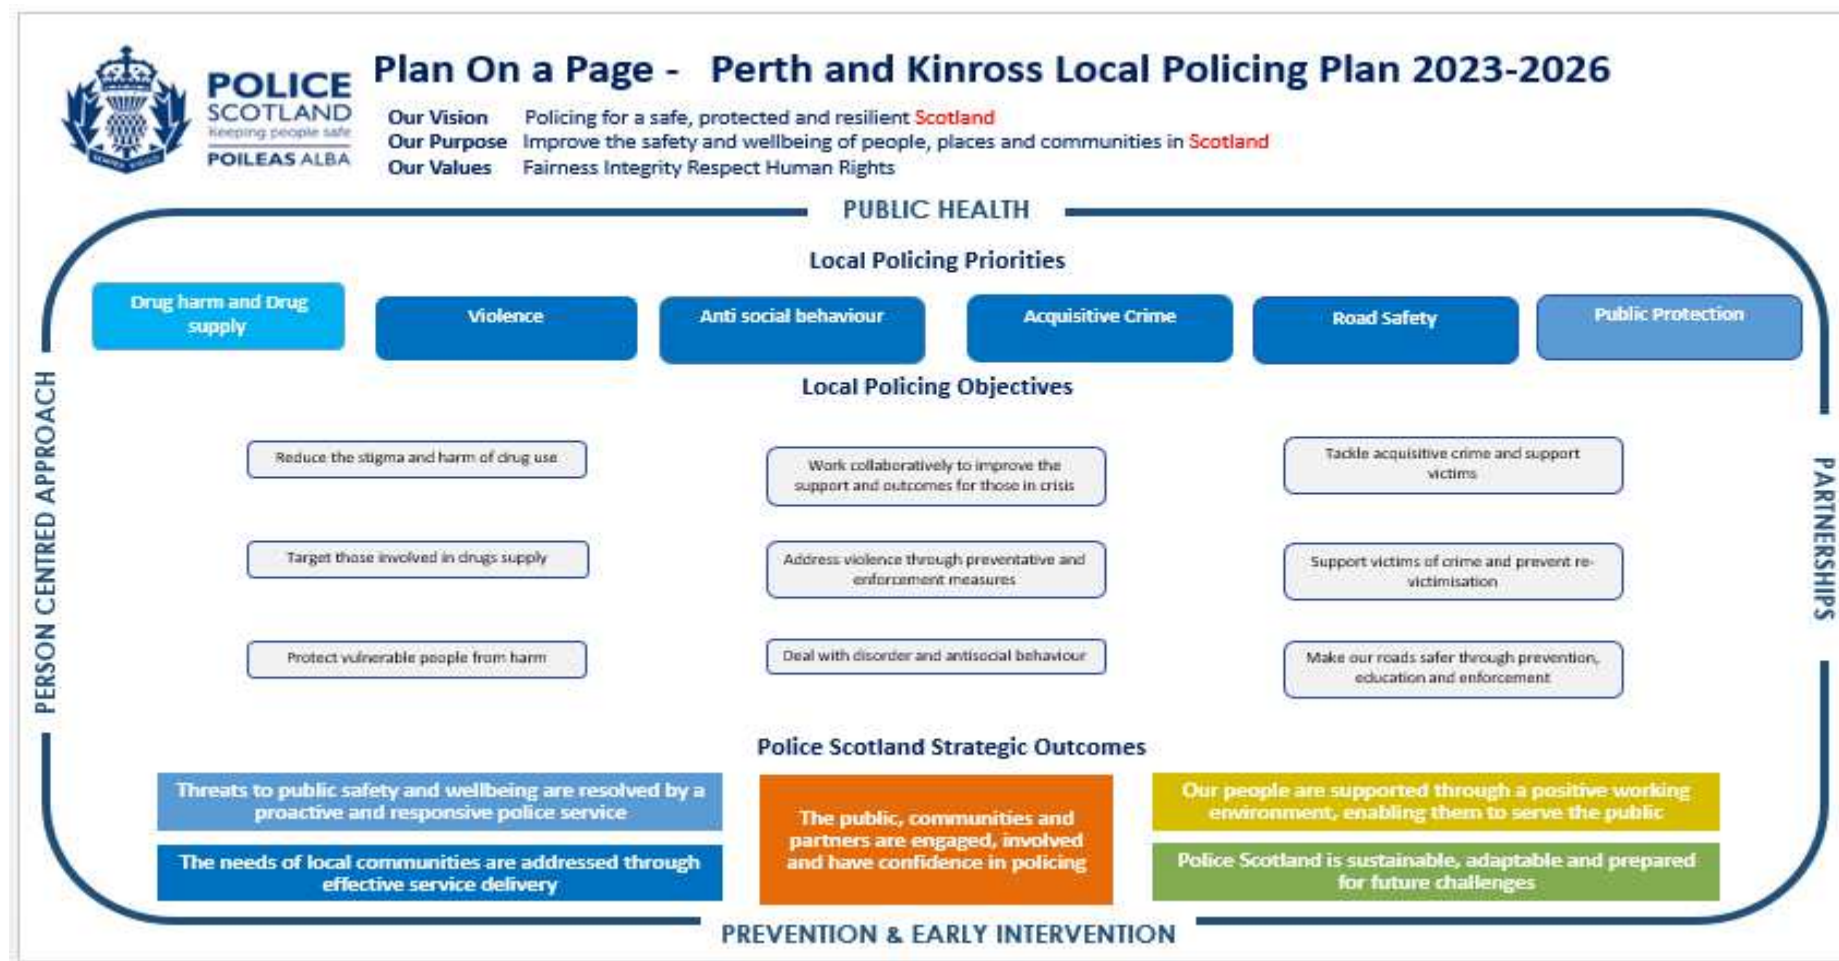 POLICE
SCOTLAND
Keeping people safe
POILEAS ALBA
Plan On a Page - Perth and Kinross Local Policing Plan 2023-2026
Our Vision Policing for a safe, protected and resilient Scotland
Our Purpose Improve the safety and wellbeing of people, places and communities in Scotland
Our Values Fairness Integrity Respect Human Rights
PUBLIC HEALTH
PERSON CENTRED APPROACH
PARTNERSHIPS
Local Policing Priorities
Drug harm and Drug
supply
Violence
Anti social behaviour
Acquisitive Crime
Road Safety
Public Protection
Local Policing Objectives
Reduce the stigma and harm of drug use
Target those involved in drugs supply
Protect vulnerable people from harm
Work collaboratively to improve the
support and outcomes for those in crisis
Address violence through preventative and
enforcement measures
Deal with disorder and antisocial behaviour
Tackle acquisitive crime and support
victims
Support victims of crime and prevent re-
victimisation
Make our roads safer through prevention,
education and enforcement
Police Scotland Strategic Outcomes
Threats to public safety and wellbeing are resolved by a
proactive and responsive police service
The needs of local communities are addressed through
effective service delivery
The public, communities and
partners are engaged, involved
and have confidence in policing
Our people are supported through a positive working
environment, enabling them to serve the public
Police Scotland is sustainable, adaptable and prepared
for future challenges
PREVENTION & EARLY INTERVENTION